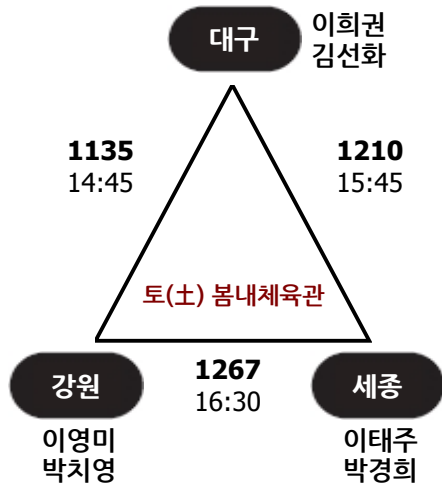 대구
이희권
김선화
1135
14:45
1210
15:45
토(土) 봄내체육관
강원
1267
16:30
세종
이영미
박치영
이태주
박경희